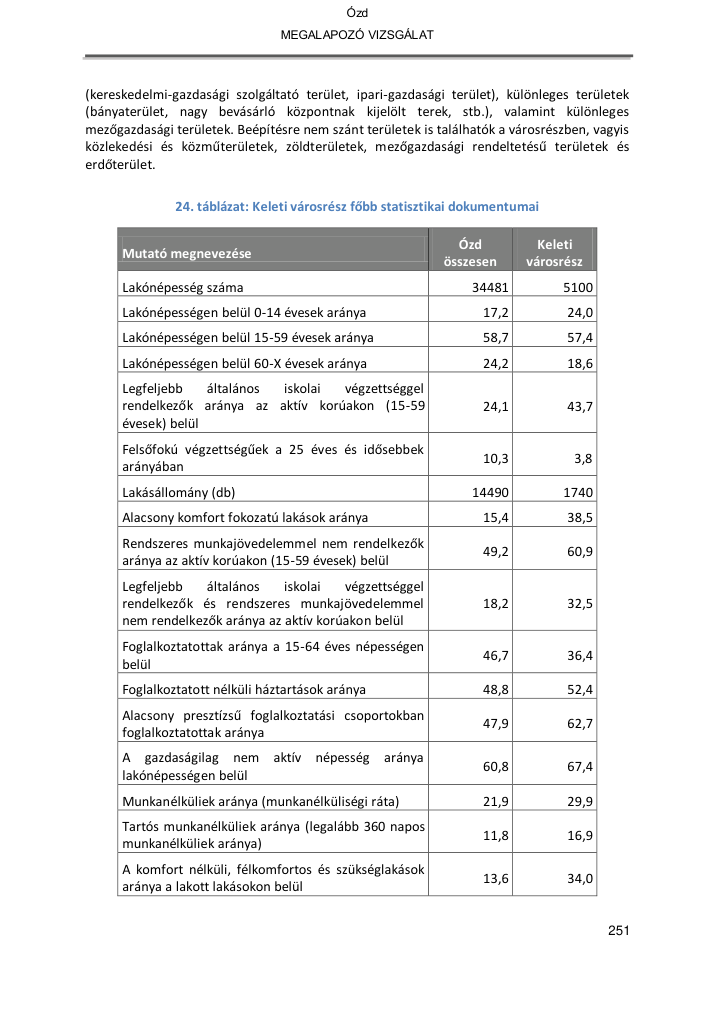 Ózd
MEGALAPOZÓ VIZSGÁLAT
(kereskedelmi-gazdasági szolgáltató terület, ipari-gazdasági terület), különleges területek
(bányaterület, nagy bevásárló központnak kijelölt terek, stb.), valamint különleges
mezőgazdasági területek. Beépítésre nem szánt területek is találhatók a városrészben, vagyis
közlekedési és közműterületek, zöldterületek, mezőgazdasági rendeltetésű területek és
erdőterület.
24. táblázat: Keleti városrész főbb statisztikai dokumentumai
Mutató megnevezése Ózd összesen Keleti városrész
Lakónépesség száma 34481 5100
Lakónépességen belül 0-14 évesek aránya 17,2 24,0
Lakónépességen belül 15-59 évesek aránya 58,7 57,4
Lakónépességen belül 60-X évesek aránya 24,2 18,6
Legfeljebb általános iskolai végzettséggel
rendelkezők aránya az aktív korúakon (15-59
évesek) belül 24,1 43,7
Felsőfokú végzettségűek a 25 éves és idősebbek
arányában 10,3 3,8
Lakásállomány (db) 14490 1740
Alacsony komfort fokozatú lakások aránya 15,4 38,5
Rendszeres munkajövedelemmel nem rendelkezők
aránya az aktív korúakon (15-59 évesek) belül 49,2 60,9
Legfeljebb általános iskolai végzettséggel
rendelkezők és rendszeres munkajövedelemmel
nem rendelkezők aránya az aktív korúakon belül 18,2 32,5
Foglalkoztatottak aránya a 15-64 éves népességen
belül 46,7 36,4
Foglalkoztatott nélküli háztartások aránya 48,8 52,4
Alacsony presztízsű foglalkoztatási csoportokban
foglalkoztatottak aránya 47,9 62,7
A gazdaságilag nem aktív népesség aránya
lakónépességen belül 60,8 67,4
Munkanélküliek aránya (munkanélküliségi ráta) 21,9 29,9
Tartós munkanélküliek aránya (legalább 360 napos
munkanélküliek aránya) 11,8 16,9
A komfort nélküli, félkomfortos és szükséglakások
aránya a lakott lakásokon belül 13,6 34,0
251